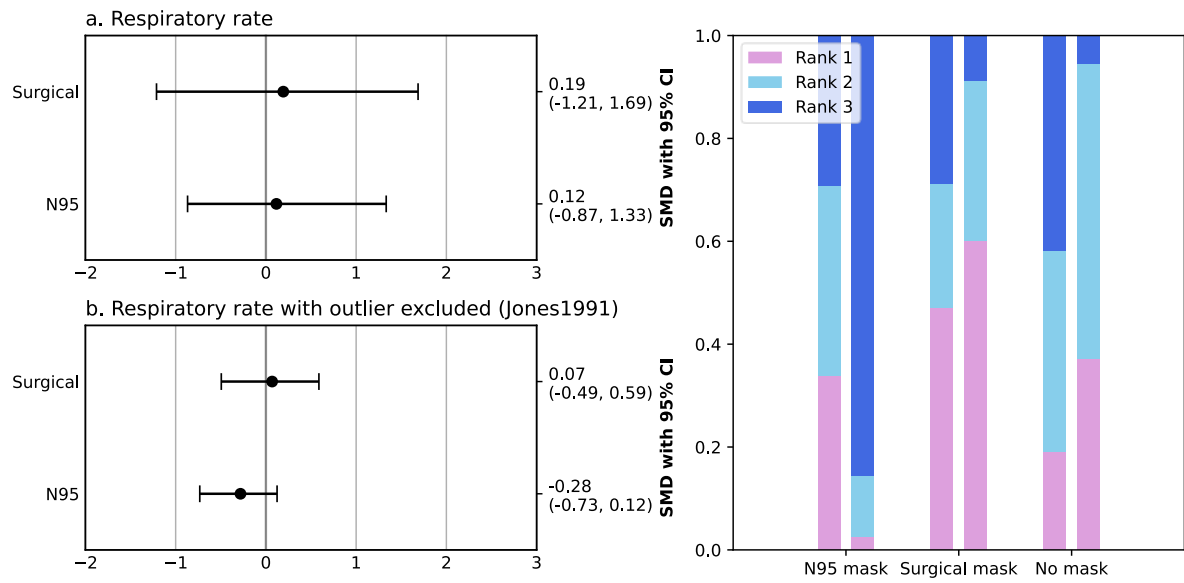 a. Respiratory rate
Surgical
0.19
(-1.21, 1.69)
N95
0.12
(-0.87, 1.33)
−2
−1
0
1
2
3
SMD with 95% CI
b. Respiratory rate with outlier excluded (Jones1991)
Surgical
0.07
(-0.49, 0.59)
N95
-0.28
(-0.73, 0.12)
−2
−1
0
1
2
3
SMD with 95% CI
1.0
0.8
0.6
0.4
0.2
0.0
Rank 1
Rank 2
Rank 3
N95 mask
Surgical mask
No mask